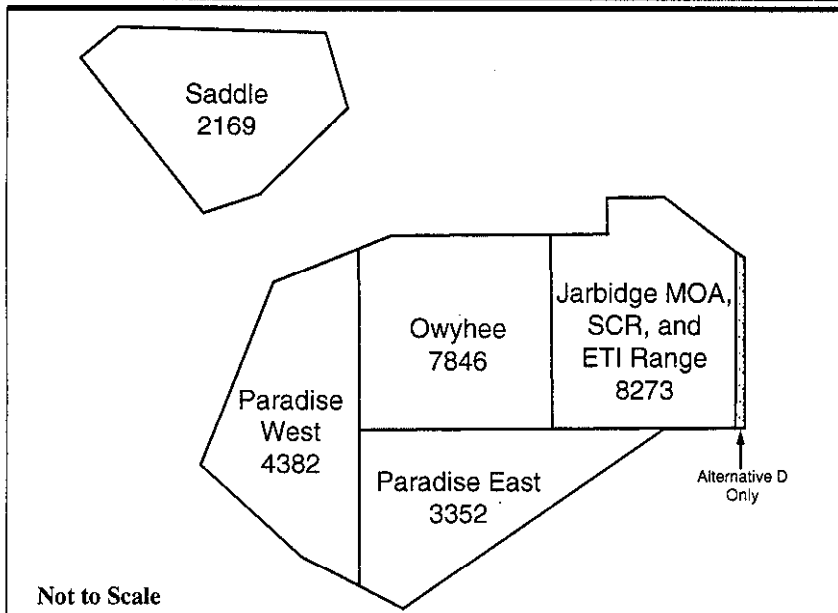 Saddle
2169
Jarbidge MOA,
SCR, and
ETI Range
8273
Owyhee
7846
Paradise
West
4382
Paradise East
3352
Alternative D
Only
Not to Scale